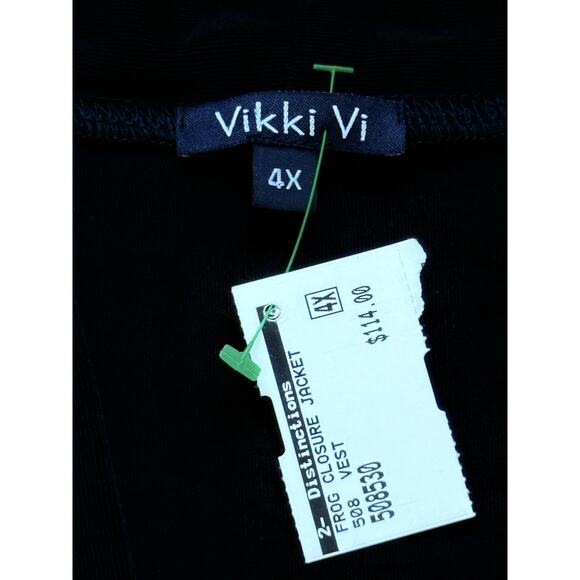 Vikki Vi
4X
4X
$114.00
2- Distinctions
FROG CLOSURE JACKET
VEST
508
508530